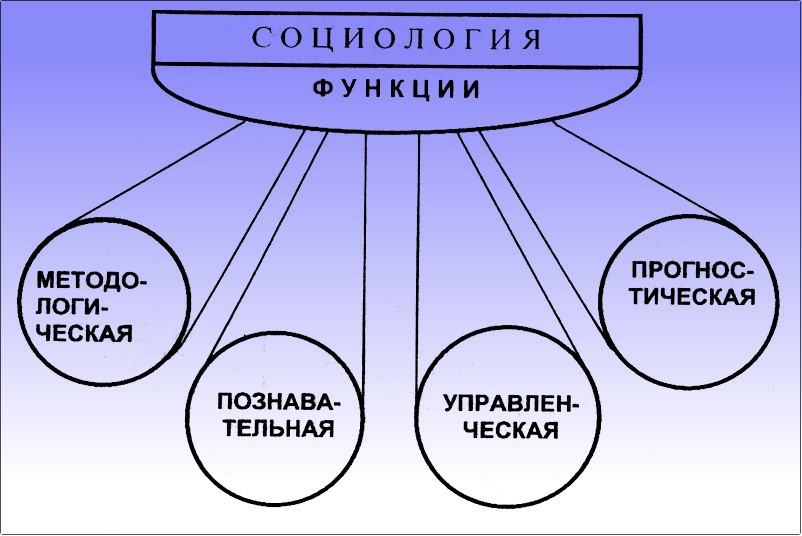 СОЦИОЛОГИЯ
ФУНКЦИИ
МЕТОДО-
ЛОГИ-
ЧЕСКАЯ
ПОЗНАВА-
ТЕЛЬНАЯ
УПРАВЛЕН-
ЧЕСКАЯ
ПРОГНОС-
ТИЧЕСКАЯ